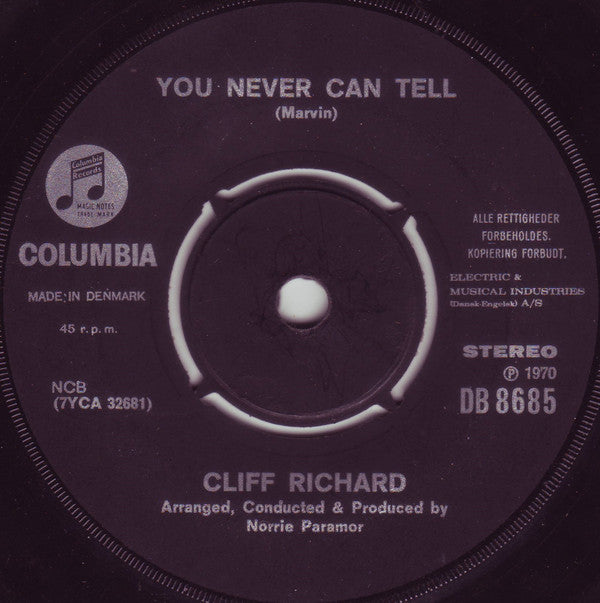 YOU NEVER CAN TELL
(Marvin)
Columbia
Records
MAGIC NOTES
TRADE MARK
COLUMBIA
MADE IN DENMARK
45 r.p.m.
NCB
(7YCA 32681)
ALLE RETTIGHEDER
FORBEHOLDES.
KOPIERING FORBUDT.
ELECTRIC &
MUSICAL INDUSTRIES
(Dansk-Engelsk) A/S
STEREO
Ⓟ 1970
DB 8685
CLIFF RICHARD
Arranged, Conducted & Produced by
Norrie Paramor